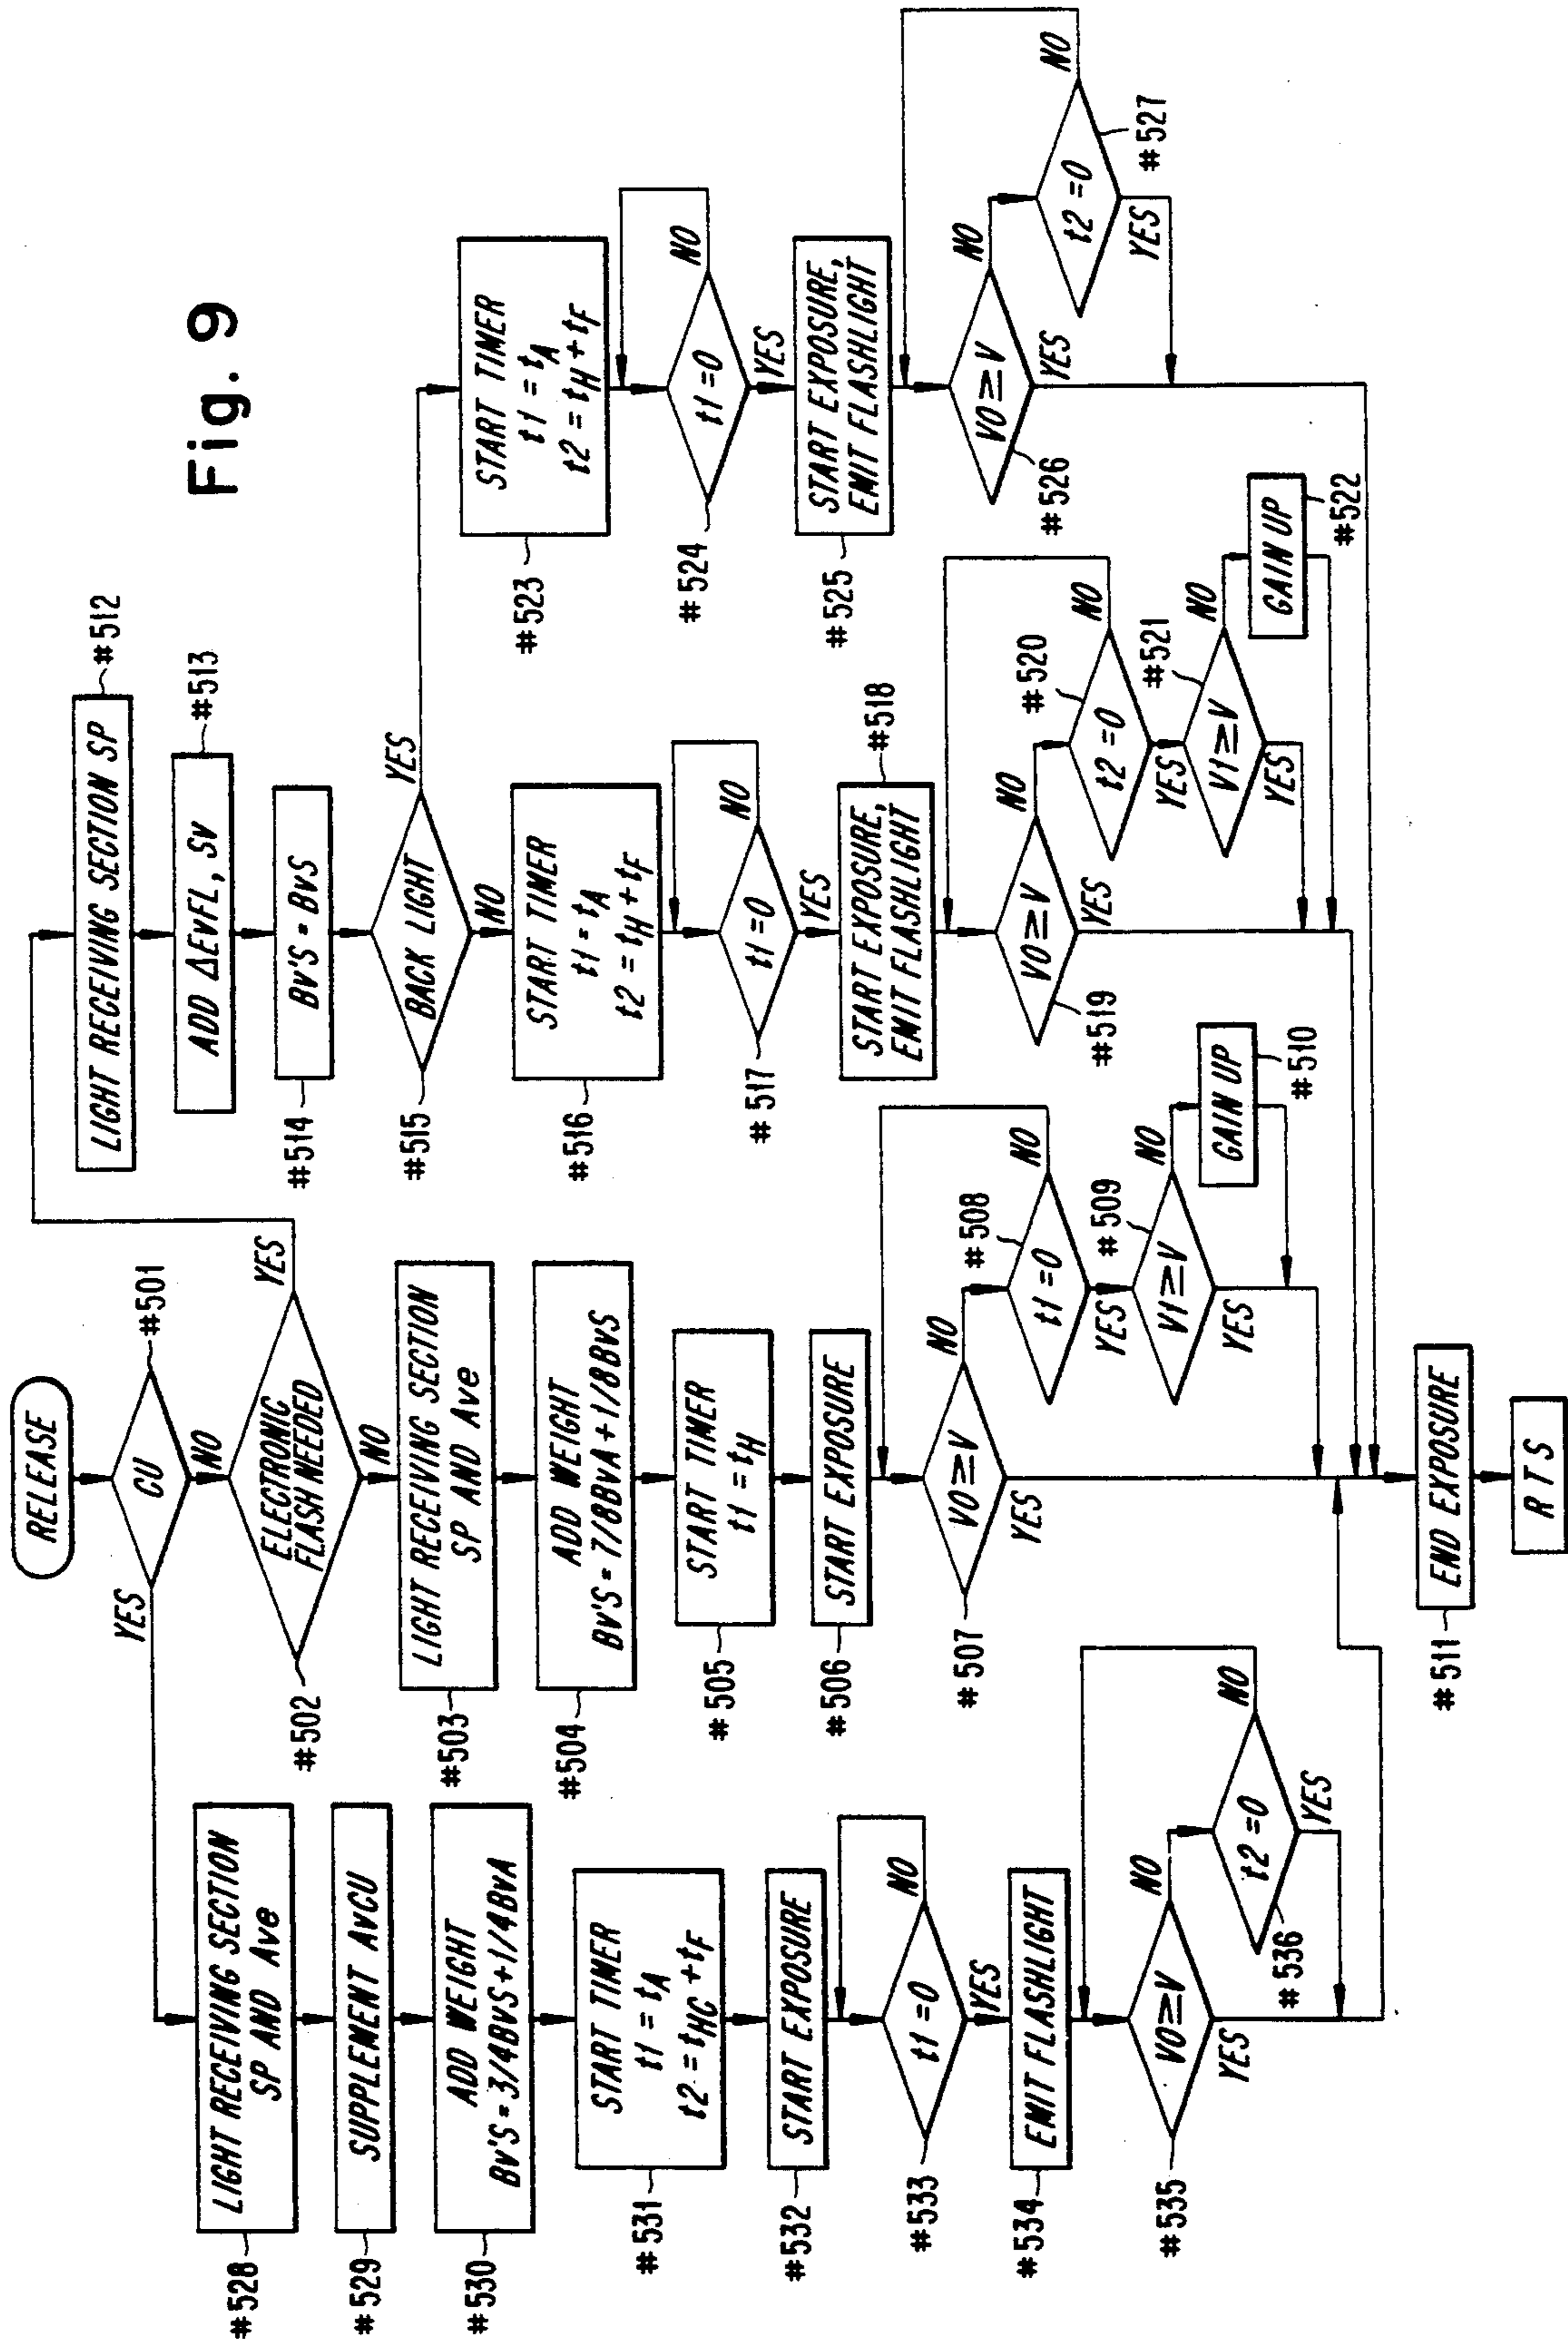 Fig. 9
RELEASE
CU
#501
YES
NO
ELECTRONIC
FLASH NEEDED
#502
YES
NO
LIGHT RECEIVING SECTION
SP AND Ave
#503
ADD WEIGHT
BV'S = 7/8BVA + 1/8BVS
#504
START TIMER
t1 = tH
#505
START EXPOSURE
#506
V0 ≥ V
#507
NO
YES
t1 = 0
#508
NO
YES
V1 ≥ V
#509
NO
YES
GAIN UP
#510
END EXPOSURE
#511
RTS
LIGHT RECEIVING SECTION SP
#512
ADD ΔEVFL, SV
#513
BV'S = BVS
#514
BACK LIGHT
#515
YES
NO
START TIMER
t1 = tA
t2 = tH + tF
#516
t1 = 0
#517
NO
YES
START EXPOSURE,
EMIT FLASHLIGHT
#518
V0 ≥ V
#519
NO
YES
t2 = 0
#520
NO
YES
V1 ≥ V
#521
NO
YES
GAIN UP
#522
START TIMER
t1 = tA
t2 = tH + tF
#523
t1 = 0
#524
NO
YES
START EXPOSURE,
EMIT FLASHLIGHT
#525
V0 ≥ V
#526
NO
YES
t2 = 0
#527
NO
YES
LIGHT RECEIVING SECTION
SP AND Ave
#528
SUPPLEMENT AVCU
#529
ADD WEIGHT
BV'S = 3/4BVS + 1/4BVA
#530
START TIMER
t1 = tA
t2 = tHC + tF
#531
START EXPOSURE
#532
t1 = 0
#533
NO
YES
EMIT FLASHLIGHT
#534
V0 ≥ V
#535
NO
YES
t2 = 0
#536
NO
YES